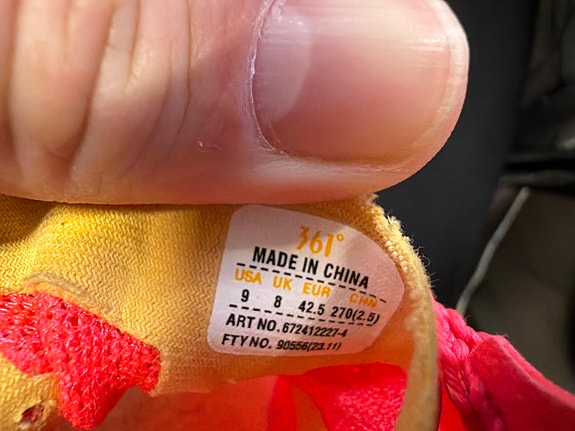 361°
MADE IN CHINA
USA UK EUR CHN
9 8 42.5 270(2.5)
ART NO. 672412227-4
FTY NO. 90556(23.11)